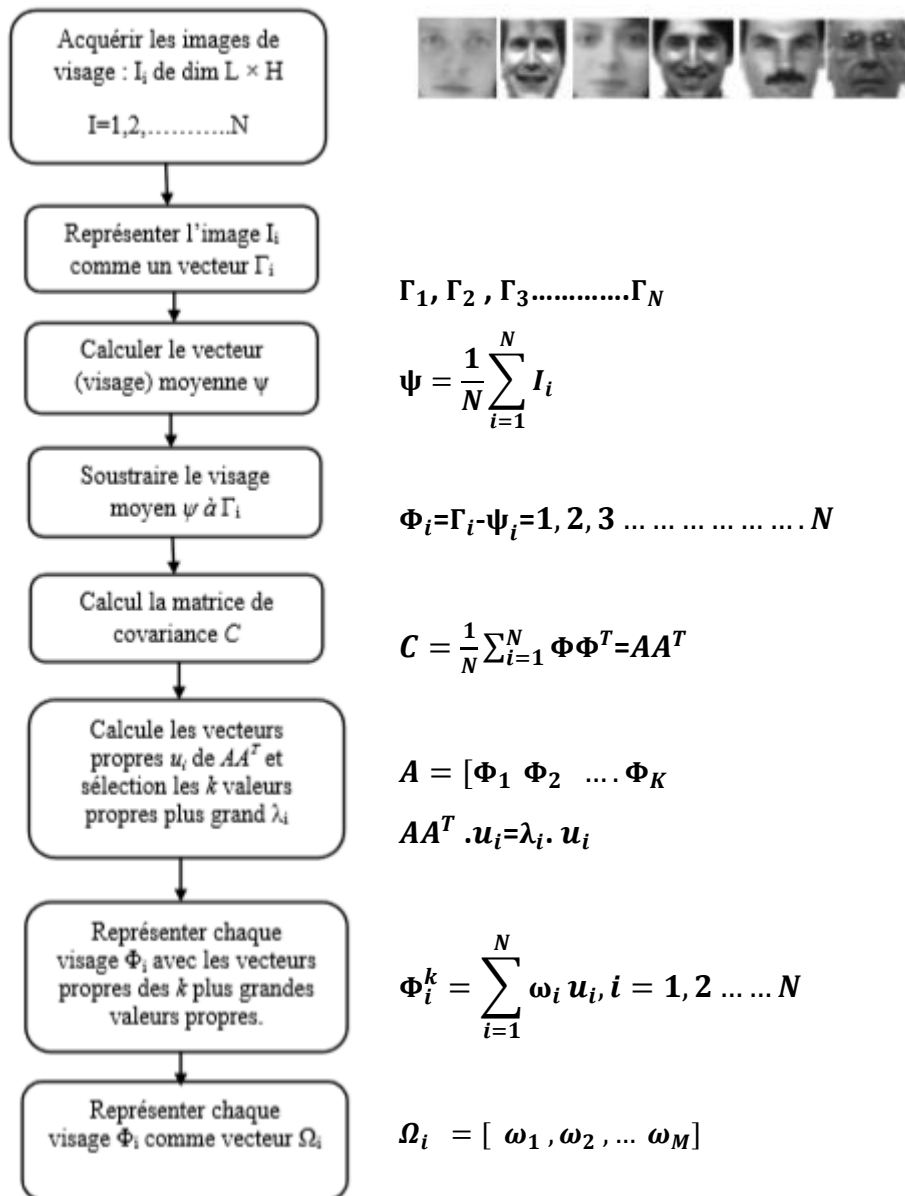 Acquérir les images de
visage : Iᵢ de dim L × H
I=1,2,………..N
Représenter l'image Iᵢ
comme un vecteur Γᵢ
Γ₁, Γ₂ , Γ₃.............Γ_N
Calculer le vecteur
(visage) moyenne ψ
ψ = 1/N ∑_{i=1}^{N} I_i
Soustraire le visage
moyen ψ à Γᵢ
Φᵢ=Γᵢ-ψᵢ=1, 2, 3 … … … … … … . N
Calcul la matrice de
covariance C
C = 1/N ∑_{i=1}^{N} ΦΦ^T=AA^T
Calcule les vecteurs
propres uᵢ de AA^T et
sélection les k valeurs
propres plus grand λᵢ
A = [Φ₁ Φ₂ … . Φ_K
AA^T .uᵢ=λᵢ. uᵢ
Représenter chaque
visage Φᵢ avec les vecteurs
propres des k plus grandes
valeurs propres.
Φ_i^k = ∑_{i=1}^{N} ωᵢ uᵢ, i = 1, 2 … … N
Représenter chaque
visage Φᵢ comme vecteur Ωᵢ
Ωᵢ = [ ω₁ , ω₂ , … ω_M]